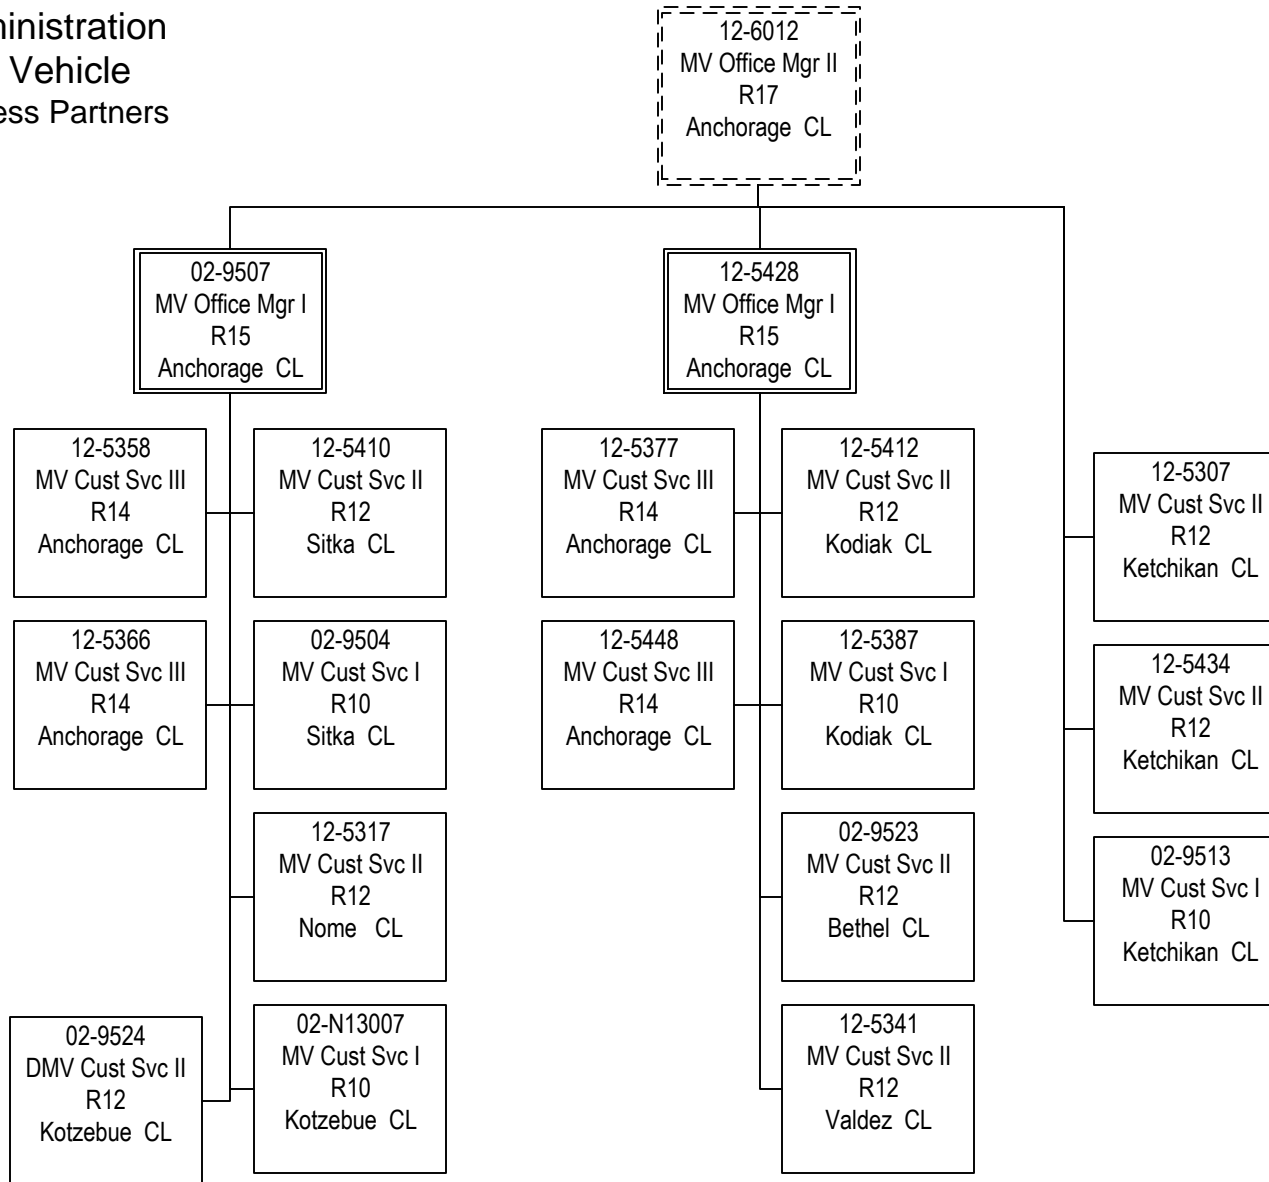 Vehicle
Partners
12-6012
MV Office Mgr II
R17
Anchorage CL
02-9507
MV Office Mgr I
R15
Anchorage CL
12-5428
MV Office Mgr I
R15
Anchorage CL
12-5358
MV Cust Svc III
R14
Anchorage CL
12-5410
MV Cust Svc II
R12
Sitka CL
12-5377
MV Cust Svc III
R14
Anchorage CL
12-5412
MV Cust Svc II
R12
Kodiak CL
12-5307
MV Cust Svc II
R12
Ketchikan CL
12-5366
MV Cust Svc III
R14
Anchorage CL
02-9504
MV Cust Svc I
R10
Sitka CL
12-5448
MV Cust Svc III
R14
Anchorage CL
12-5387
MV Cust Svc I
R10
Kodiak CL
12-5434
MV Cust Svc II
R12
Ketchikan CL
12-5317
MV Cust Svc II
R12
Nome CL
02-9523
MV Cust Svc II
R12
Bethel CL
02-9513
MV Cust Svc I
R10
Ketchikan CL
02-9524
DMV Cust Svc II
R12
Kotzebue CL
02-N13007
MV Cust Svc I
R10
Kotzebue CL
12-5341
MV Cust Svc II
R12
Valdez CL